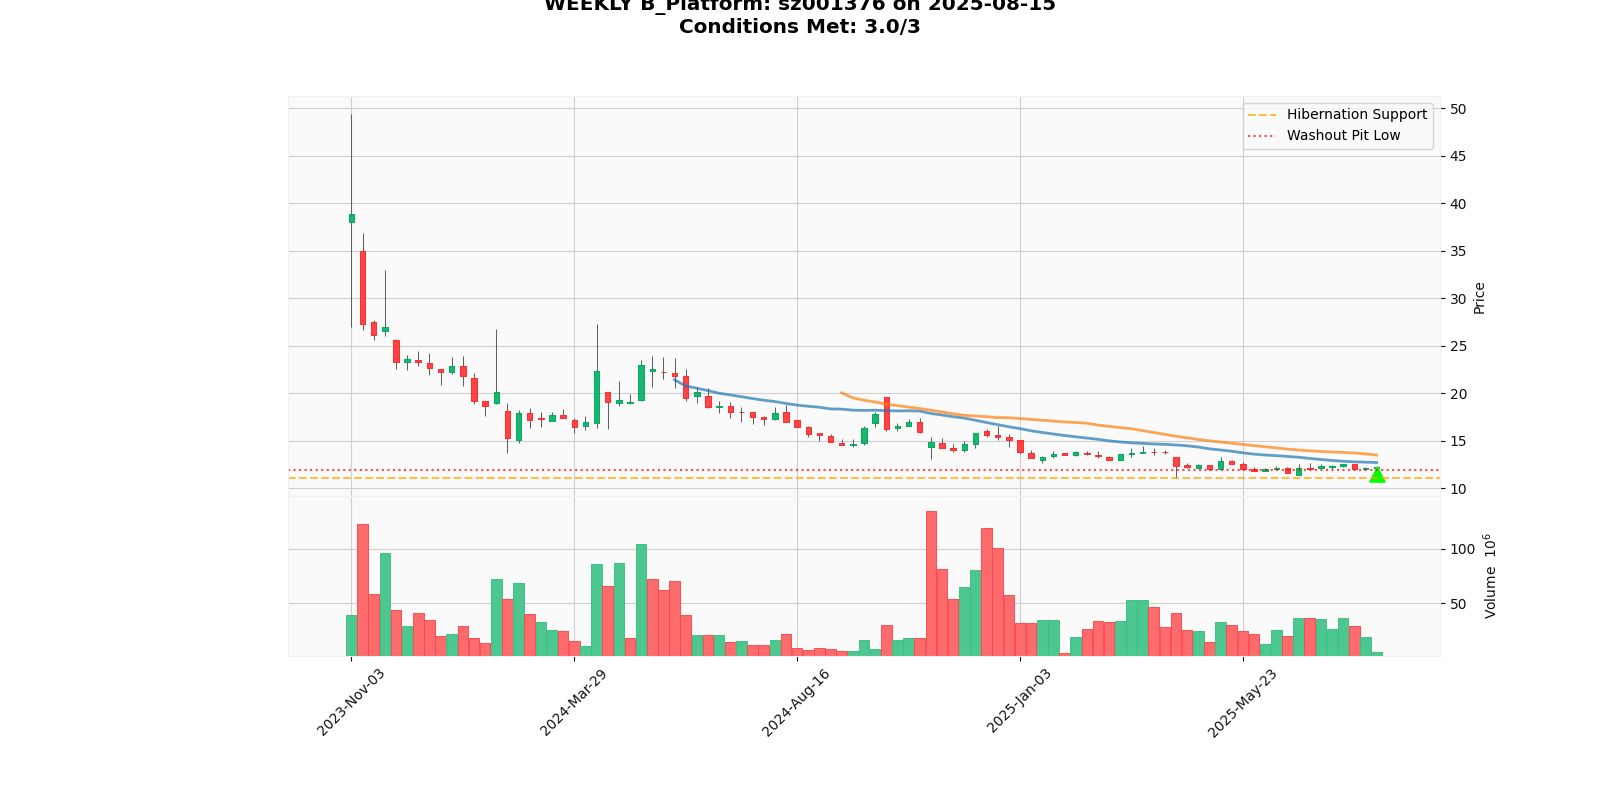 WEEKLY B_Platform: sz001376 on 2025-08-15
Conditions Met: 3.0/3
Hibernation Support
Washout Pit Low
50
45
40
35
30
25
20
15
10
Price
100
50
Volume 10⁶
2023-Nov-03
2024-Mar-29
2024-Aug-16
2025-Jan-03
2025-May-23